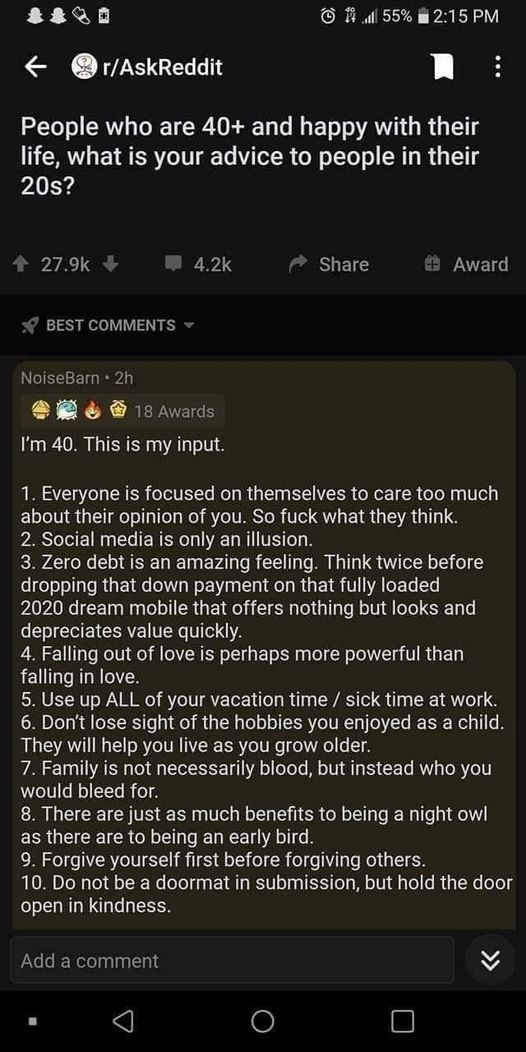 55% 2:15 PM
r/AskReddit
People who are 40+ and happy with their
life, what is your advice to people in their
20s?
27.9k 4.2k Share Award
BEST COMMENTS
NoiseBarn • 2h
18 Awards
I'm 40. This is my input.
1. Everyone is focused on themselves to care too much
about their opinion of you. So fuck what they think.
2. Social media is only an illusion.
3. Zero debt is an amazing feeling. Think twice before
dropping that down payment on that fully loaded
2020 dream mobile that offers nothing but looks and
depreciates value quickly.
4. Falling out of love is perhaps more powerful than
falling in love.
5. Use up ALL of your vacation time / sick time at work.
6. Don't lose sight of the hobbies you enjoyed as a child.
They will help you live as you grow older.
7. Family is not necessarily blood, but instead who you
would bleed for.
8. There are just as much benefits to being a night owl
as there are to being an early bird.
9. Forgive yourself first before forgiving others.
10. Do not be a doormat in submission, but hold the door
open in kindness.
Add a comment